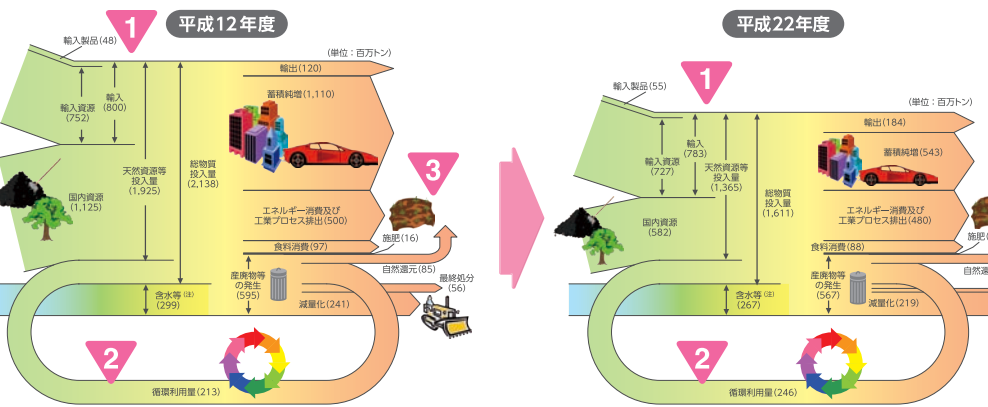 1
平成12年度
(単位：百万トン)
輸入製品(48)
輸出(120)
蓄積純増(1,110)
輸入
(800)
輸入資源
(752)
天然資源等
投入量
(1,925)
総物質
投入量
(2,138)
3
国内資源
(1,125)
エネルギー消費及び
工業プロセス排出(500)
施肥(16)
食料消費(97)
自然還元(85)
産廃物等
の発生
(595)
最終処分
(56)
含水等(注)
(299)
減量化(241)
2
循環利用量(213)
平成22年度
1
輸入製品(55)
(単位：百万トン)
輸出(184)
輸入
(783)
輸入資源
(727)
蓄積純増(543)
天然資源等
投入量
(1,365)
総物質
投入量
(1,611)
国内資源
(582)
エネルギー消費及び
工業プロセス排出(480)
施肥(
食料消費(88)
自然還
産廃物等
の発生
(567)
含水等(注)
(267)
減量化(219)
2
循環利用量(246)